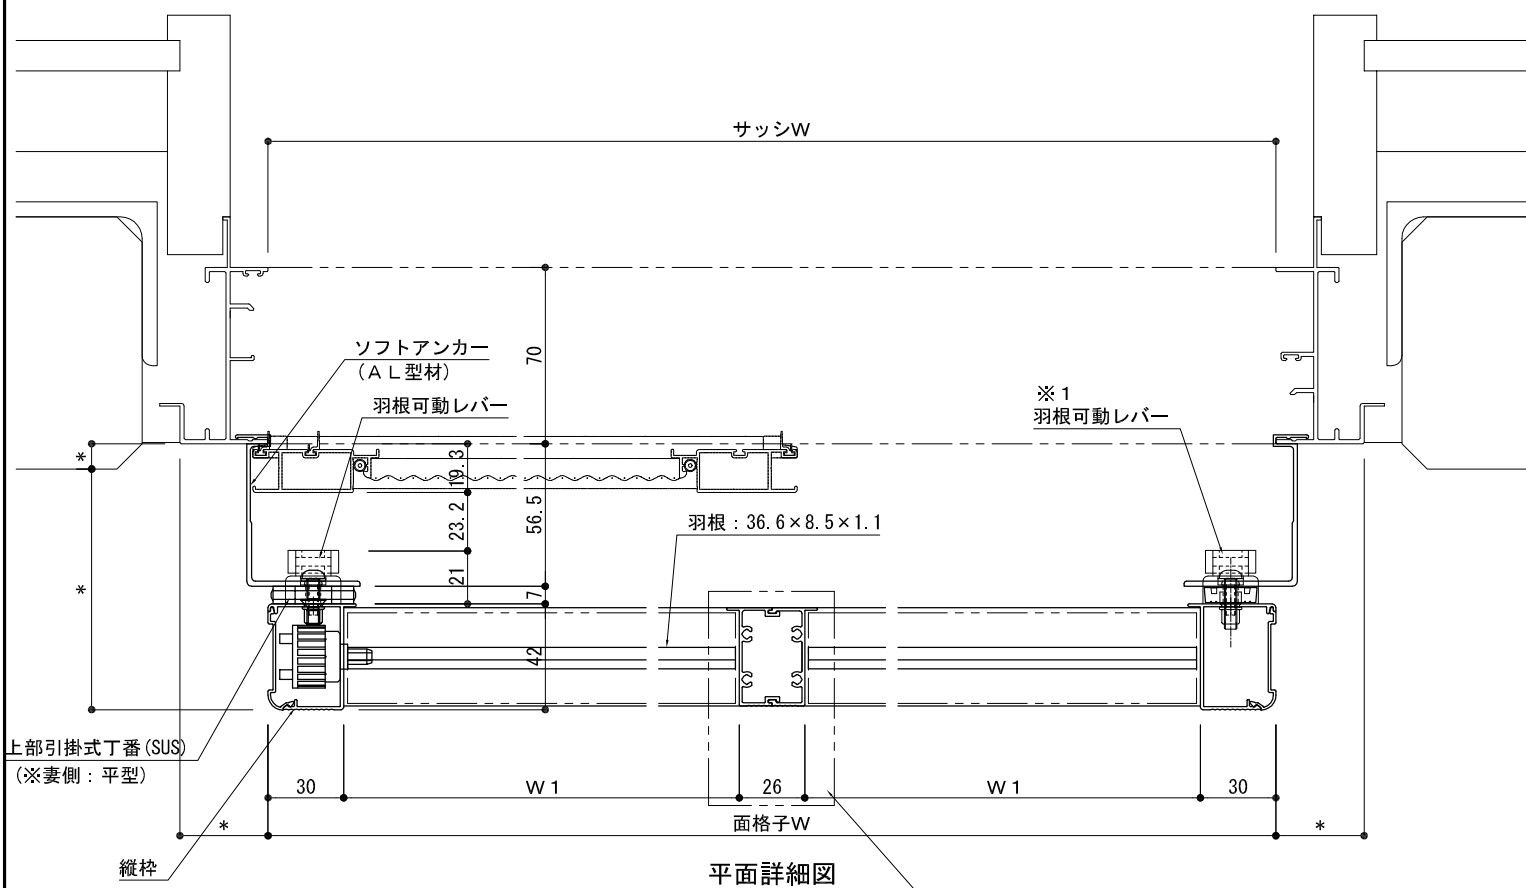 サッシW
ソフトアンカー
(AL型材)
羽根可動レバー
70
※1
羽根可動レバー
*
19.3
23.2
56.5
羽根：36.6×8.5×1.1
*
21
7
42
上部引掛式丁番(SUS)
(※妻側：平型)
30
W1
26
W1
30
*
面格子W
*
縦枠
平面詳細図